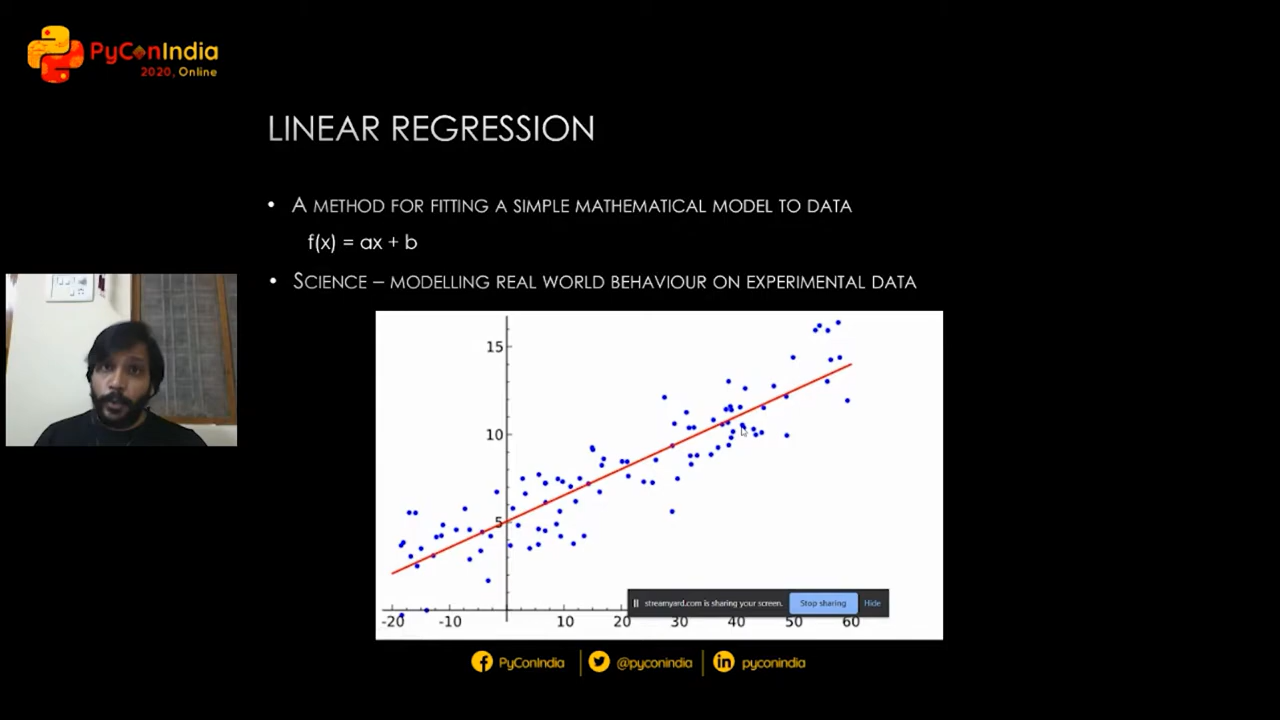 PyConIndia
2020, Online
LINEAR REGRESSION
• A METHOD FOR FITTING A SIMPLE MATHEMATICAL MODEL TO DATA
f(x) = ax + b
• SCIENCE – MODELLING REAL WORLD BEHAVIOUR ON EXPERIMENTAL DATA
15
10
5
streamyard.com is sharing your screen. Stop sharing Hide
-20 -10 10 20 30 40 50 60
PyConIndia @pyconindia pyconindia